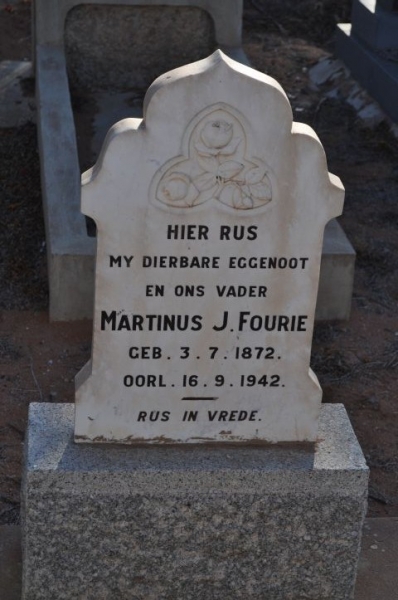 HIER RUS
MY DIERBARE EGGENOOT
EN ONS VADER
MARTINUS J. FOURIE
GEB. 3. 7. 1872.
OORL. 16. 9. 1942.
RUS IN VREDE.